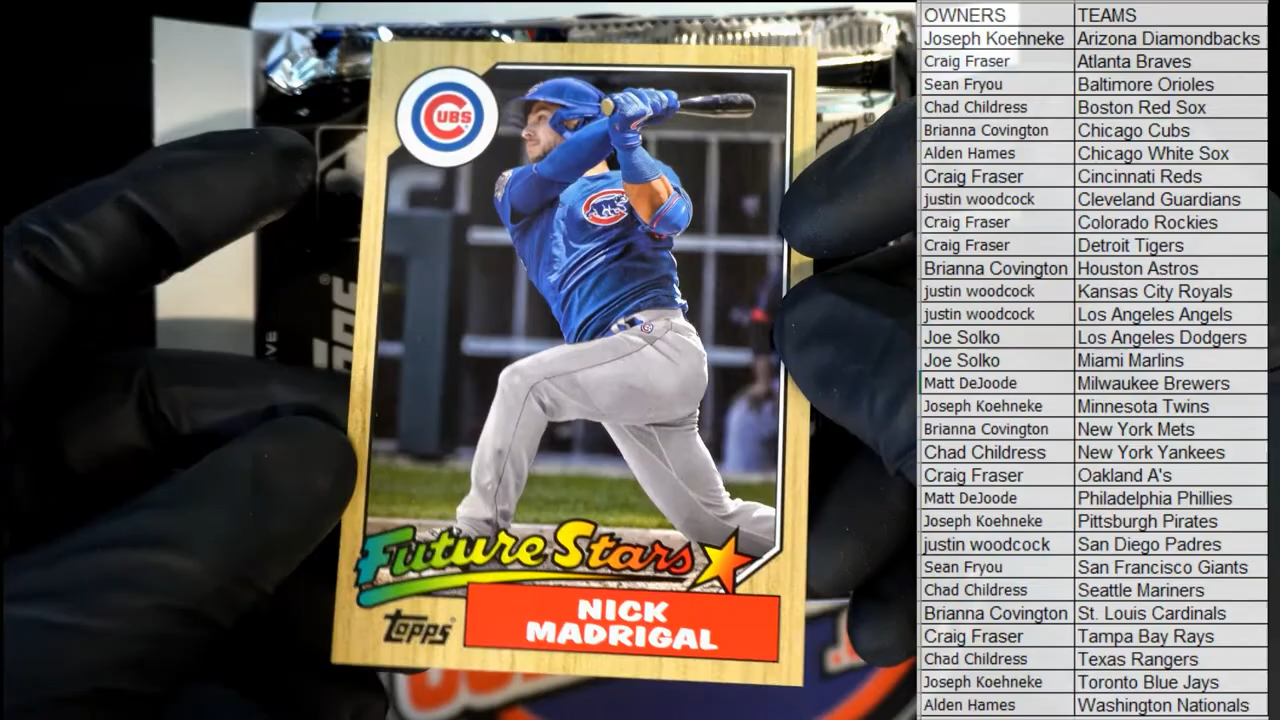 CUBS
Future Stars
Topps
NICK
MADRIGAL
OWNERS TEAMS
Joseph Koehneke Arizona Diamondbacks
Craig Fraser Atlanta Braves
Sean Fryou Baltimore Orioles
Chad Childress Boston Red Sox
Brianna Covington Chicago Cubs
Alden Hames Chicago White Sox
Craig Fraser Cincinnati Reds
justin woodcock Cleveland Guardians
Craig Fraser Colorado Rockies
Craig Fraser Detroit Tigers
Brianna Covington Houston Astros
justin woodcock Kansas City Royals
justin woodcock Los Angeles Angels
Joe Solko Los Angeles Dodgers
Joe Solko Miami Marlins
Matt DeJoode Milwaukee Brewers
Joseph Koehneke Minnesota Twins
Brianna Covington New York Mets
Chad Childress New York Yankees
Craig Fraser Oakland A's
Matt DeJoode Philadelphia Phillies
Joseph Koehneke Pittsburgh Pirates
justin woodcock San Diego Padres
Sean Fryou San Francisco Giants
Chad Childress Seattle Mariners
Brianna Covington St. Louis Cardinals
Craig Fraser Tampa Bay Rays
Chad Childress Texas Rangers
Joseph Koehneke Toronto Blue Jays
Alden Hames Washington Nationals